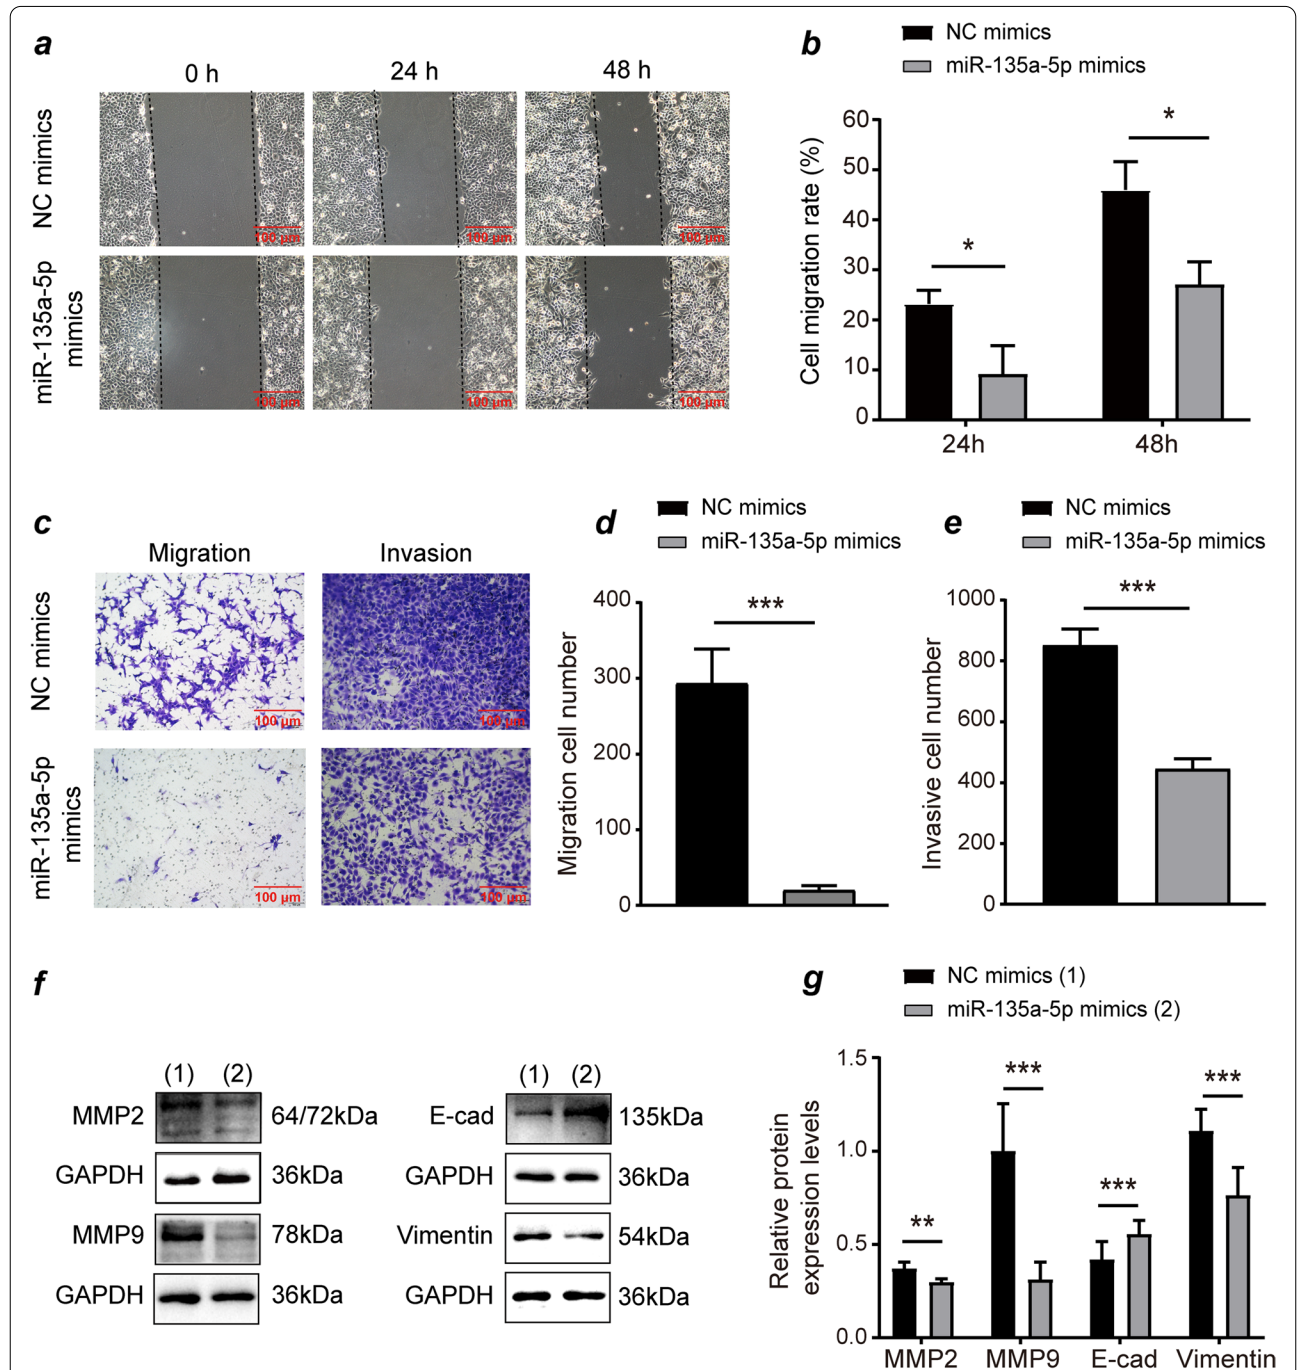 a
0 h
24 h
48 h
NC mimics
100 μm
100 μm
100 μm
miR-135a-5p
mimics
100 μm
100 μm
100 μm
b
NC mimics
miR-135a-5p mimics
Cell migration rate (%)
60
50
40
30
20
10
0
*
*
24h
48h
c
Migration
Invasion
NC mimics
100 μm
100 μm
miR-135a-5p
mimics
100 μm
100 μm
d
NC mimics
miR-135a-5p mimics
Migration cell number
400
300
200
100
0
***
e
NC mimics
miR-135a-5p mimics
Invasive cell number
1000
800
600
400
200
0
***
f
(1) (2)
MMP2 64/72kDa
GAPDH 36kDa
MMP9 78kDa
GAPDH 36kDa
(1) (2)
E-cad 135kDa
GAPDH 36kDa
Vimentin 54kDa
GAPDH 36kDa
g
NC mimics (1)
miR-135a-5p mimics (2)
Relative protein
expression levels
1.5
1.0
0.5
0.0
**
***
***
***
MMP2 MMP9 E-cad Vimentin